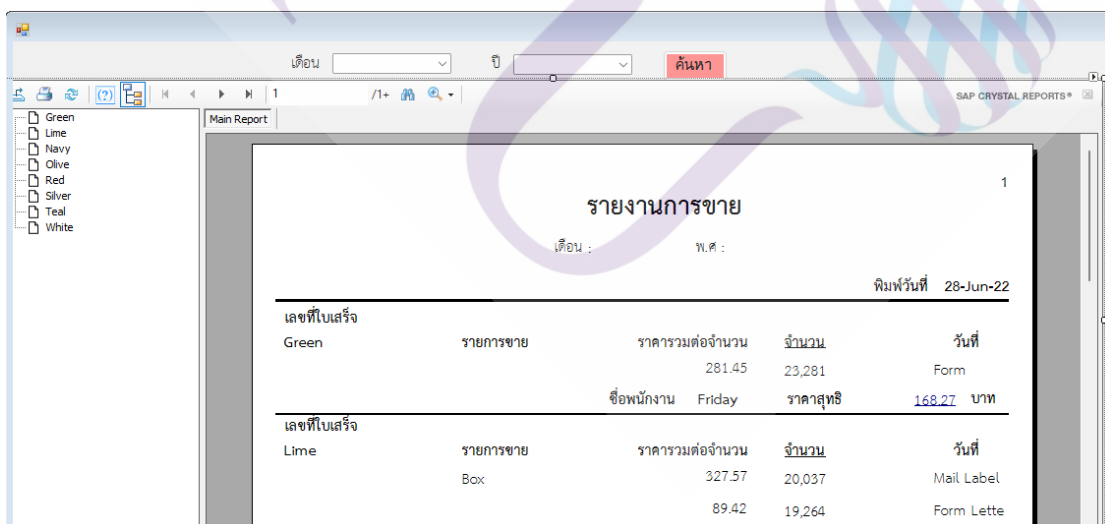 เดือน ปี ค้นหา
1 /1+ SAP CRYSTAL REPORTS®
Green
Lime
Navy
Olive
Red
Silver
Teal
White
Main Report
1
รายงานการขาย
เดือน : พ.ศ :
พิมพ์วันที่ 28-Jun-22
เลขที่ใบเสร็จ
Green รายการขาย ราคารวมต่อจำนวน จำนวน วันที่
281.45 23,281 Form
ชื่อพนักงาน Friday ราคาสุทธิ 168.27 บาท
เลขที่ใบเสร็จ
Lime รายการขาย ราคารวมต่อจำนวน จำนวน วันที่
Box 327.57 20,037 Mail Label
89.42 19,264 Form Lette